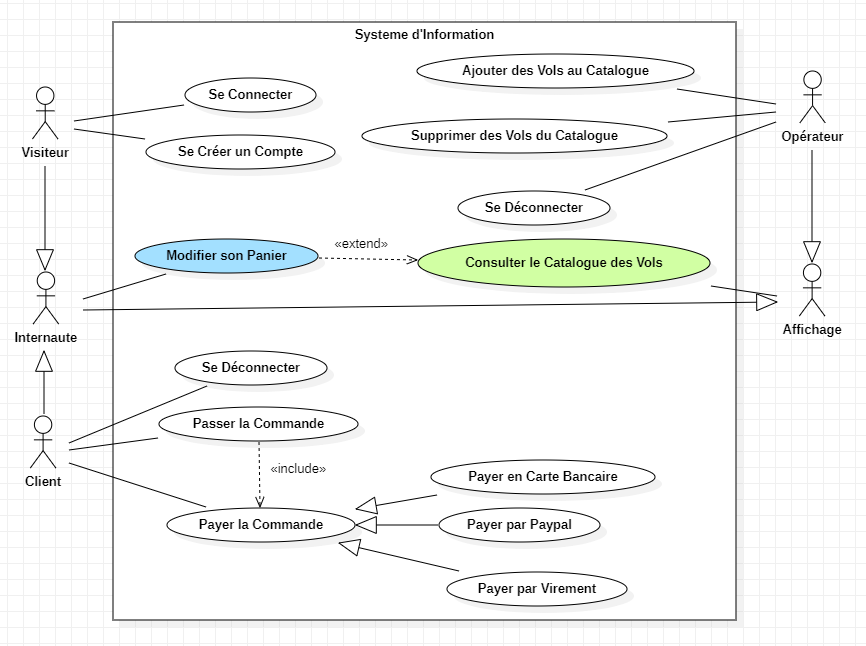 Systeme d'Information
Ajouter des Vols au Catalogue
Se Connecter
Supprimer des Vols du Catalogue
Opérateur
Visiteur
Se Créer un Compte
Se Déconnecter
«extend»
Modifier son Panier
Consulter le Catalogue des Vols
Internaute
Affichage
Se Déconnecter
Passer la Commande
«include»
Client
Payer en Carte Bancaire
Payer la Commande
Payer par Paypal
Payer par Virement